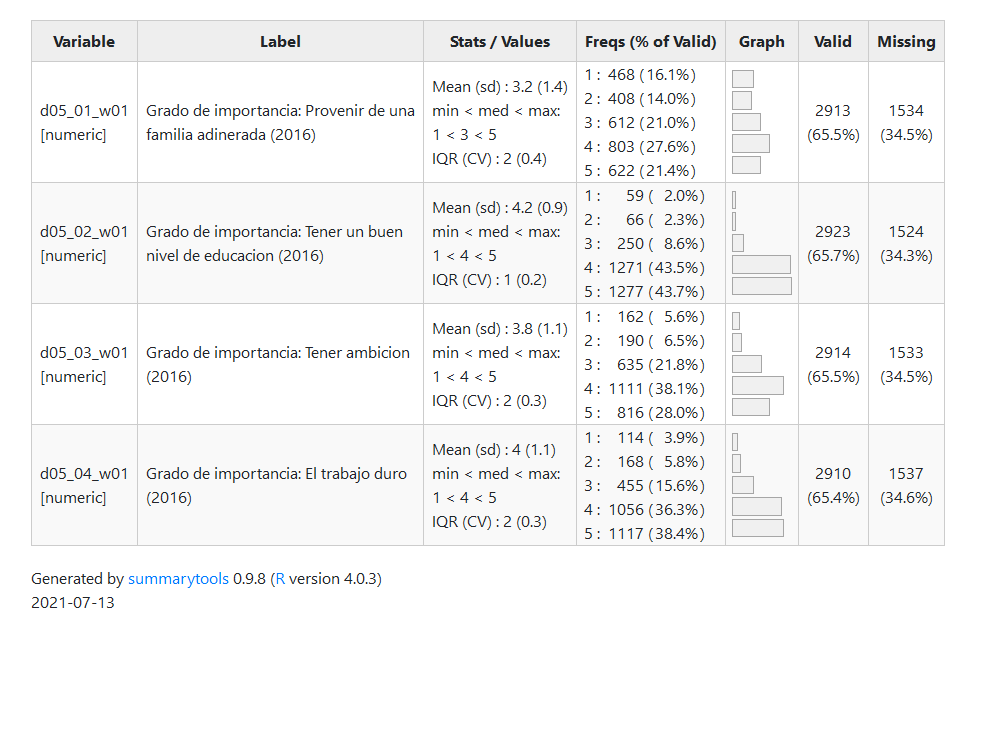 Variable Label Stats / Values Freqs (% of Valid) Graph Valid Missing
d05_01_w01
[numeric]
Grado de importancia: Provenir de una
familia adinerada (2016)
Mean (sd) : 3.2 (1.4)
min < med < max:
1 < 3 < 5
IQR (CV) : 2 (0.4)
1 : 468 (16.1%)
2 : 408 (14.0%)
3 : 612 (21.0%)
4 : 803 (27.6%)
5 : 622 (21.4%)
2913
(65.5%)
1534
(34.5%)
d05_02_w01
[numeric]
Grado de importancia: Tener un buen
nivel de educacion (2016)
Mean (sd) : 4.2 (0.9)
min < med < max:
1 < 4 < 5
IQR (CV) : 1 (0.2)
1 : 59 ( 2.0%)
2 : 66 ( 2.3%)
3 : 250 ( 8.6%)
4 : 1271 (43.5%)
5 : 1277 (43.7%)
2923
(65.7%)
1524
(34.3%)
d05_03_w01
[numeric]
Grado de importancia: Tener ambicion
(2016)
Mean (sd) : 3.8 (1.1)
min < med < max:
1 < 4 < 5
IQR (CV) : 2 (0.3)
1 : 162 ( 5.6%)
2 : 190 ( 6.5%)
3 : 635 (21.8%)
4 : 1111 (38.1%)
5 : 816 (28.0%)
2914
(65.5%)
1533
(34.5%)
d05_04_w01
[numeric]
Grado de importancia: El trabajo duro
(2016)
Mean (sd) : 4 (1.1)
min < med < max:
1 < 4 < 5
IQR (CV) : 2 (0.3)
1 : 114 ( 3.9%)
2 : 168 ( 5.8%)
3 : 455 (15.6%)
4 : 1056 (36.3%)
5 : 1117 (38.4%)
2910
(65.4%)
1537
(34.6%)
Generated by summarytools 0.9.8 (R version 4.0.3)
2021-07-13